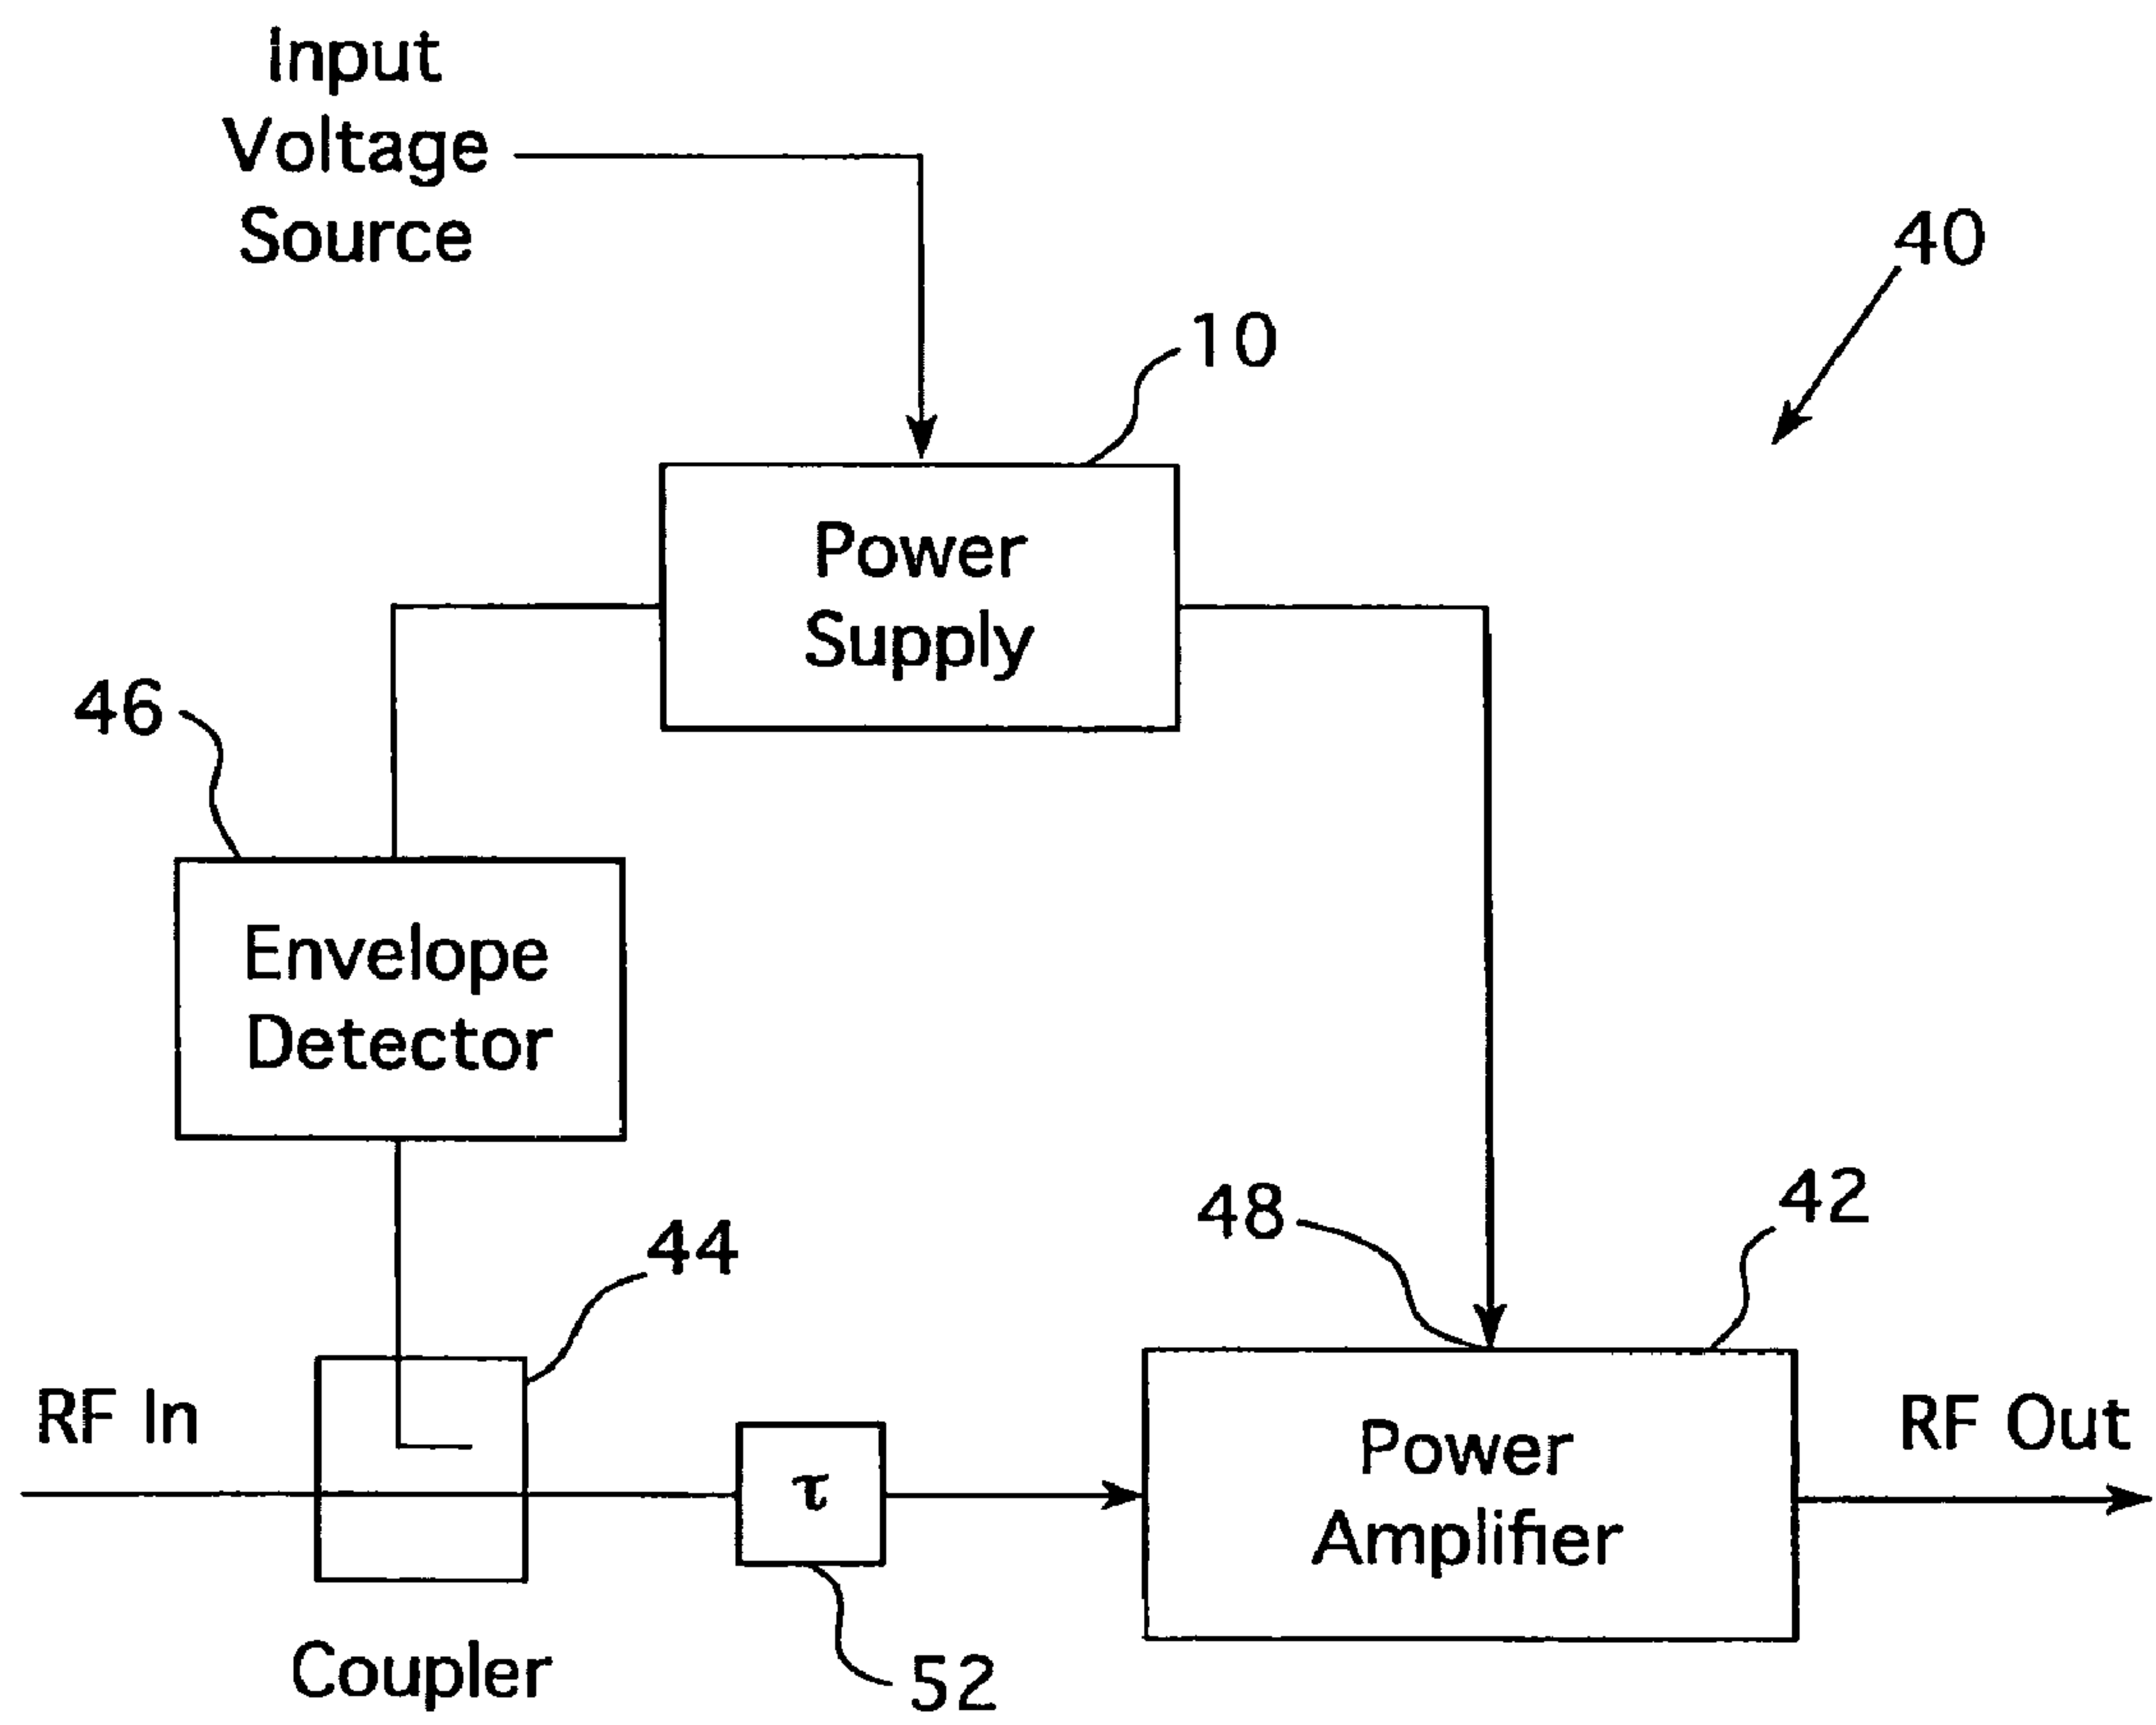 Input
Voltage
Source
40
10
Power
Supply
46
Envelope
Detector
44
48
42
RF In
τ
Power
Amplifier
RF Out
Coupler
52